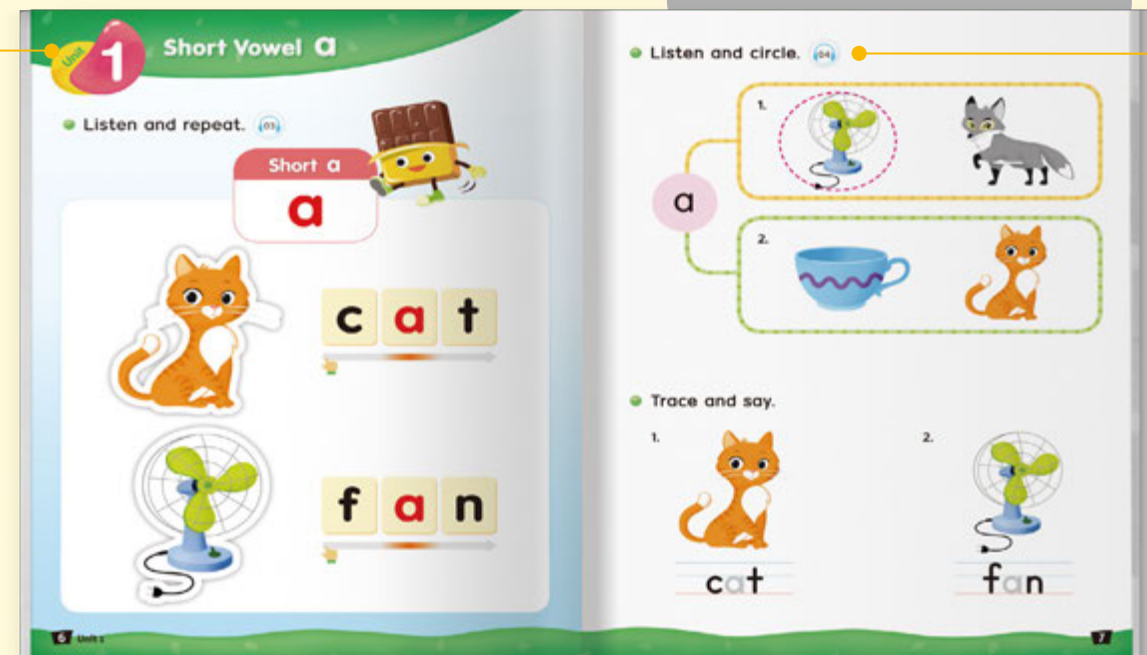 Unit
1
Short Vowel a
Listen and repeat. 03
Short a
a
c a t
f a n
6 Unit 1
Listen and circle. 04
a
1.
2.
Trace and say.
1.
2.
cat
fan
7